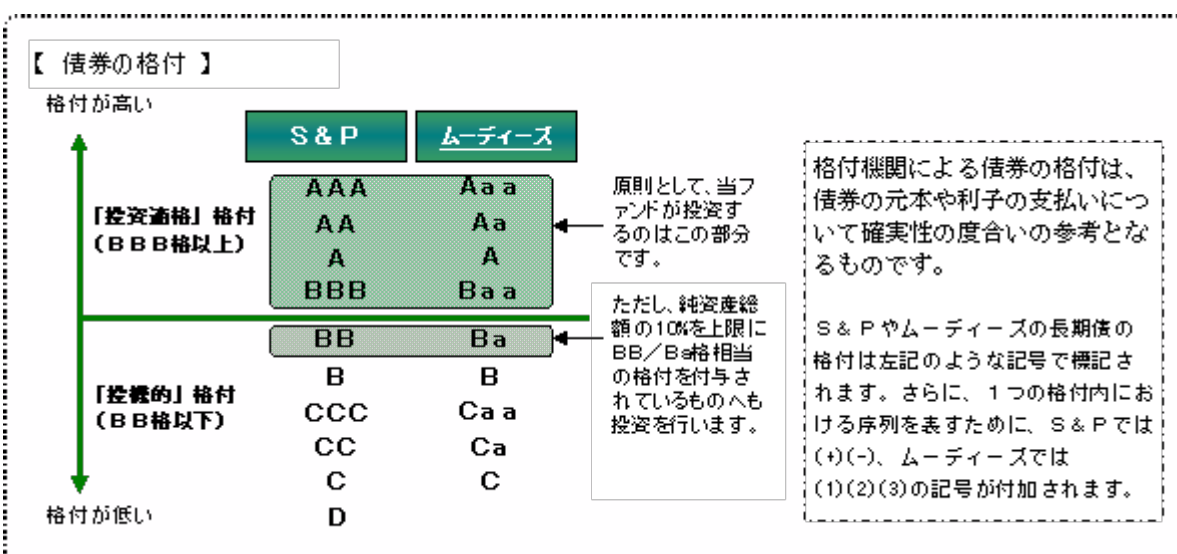 【 債券の格付 】
格付が高い
S&P
ムーディーズ
「投資適格」格付
(BBB格以上)
AAA Aaa
AA Aa
A A
BBB Baa
原則として、当フ
ァンドが投資す
るのはこの部分
です。
BB Ba
ただし、純資産総
額の10%を上限に
BB/Ba格相当
の格付を付与さ
れているものへも
投資を行います。
「投機的」格付
(BB格以下)
B B
CCC Caa
CC Ca
C C
D
格付が低い
格付機関による債券の格付は、
債券の元本や利子の支払いにつ
いて確実性の度合いの参考とな
るものです。
S&Pやムーディーズの長期債の
格付は左記のような記号で標記さ
れます。さらに、1つの格付内にお
ける序列を表すために、S&Pでは
(+)(-)、ムーディーズでは
(1)(2)(3)の記号が付加されます。